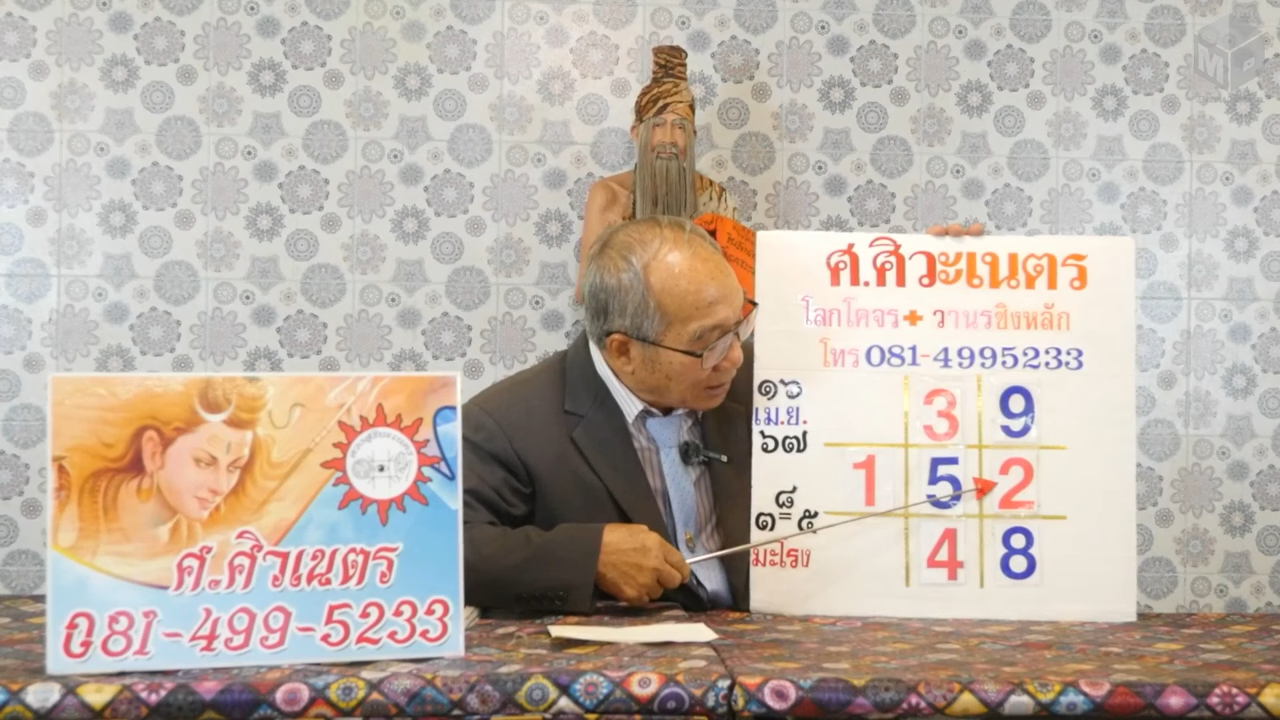 ศ.ศิวะเนตร
โลกโคจร+วานรชิงหลัก
โทร 081-4995233
๑๖
เม.ย.
๖๗
3 9
1 5 2
4 8
๘
๓=๕
มะโรง
ศ.ศิวเนตร
081-499-5233